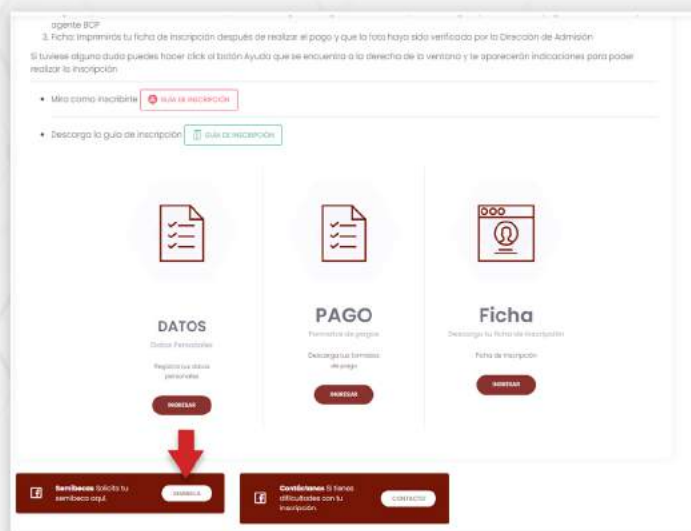 agente BCP
3. Ficha: Imprimirás tu ficha de inscripción después de realizar el pago y que la foto haya sido verificada por la Dirección de Admisión
Si tuviese alguna duda puedes hacer click al botón Ayuda que se encuentra a la derecha de la ventana y te aparecerán indicaciones para poder
realizar la inscripción
Mira como inscribirte GUÍA DE INSCRIPCIÓN
Descarga la guía de inscripción GUÍA DE INSCRIPCIÓN
DATOS
Datos Personales
Registra tus datos
personales
INGRESAR
PAGO
Formatos de pagos
Descarga tus formatos
de pago
INGRESAR
Ficha
Descarga tu ficha de inscripción
Ficha de inscripción
INGRESAR
Semibecas Solicita tu
semibeca aquí.
SEMIBECA
Contáctanos Si tienes
dificultades con tu
inscripción.
CONTACTO